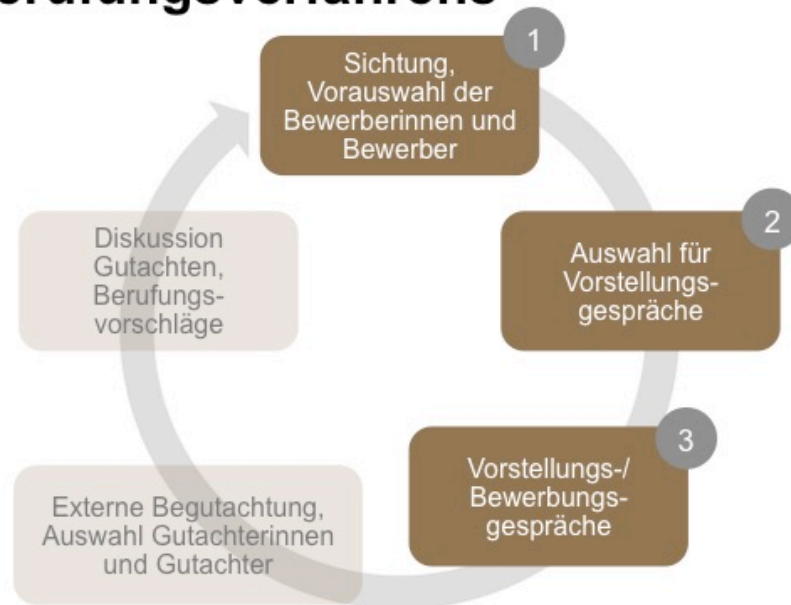 1
Sichtung,
Vorauswahl der
Bewerberinnen und
Bewerber
2
Auswahl für
Vorstellungs-
gespräche
3
Vorstellungs-/
Bewerbungs-
gespräche
Externe Begutachtung,
Auswahl Gutachterinnen
und Gutachter
Diskussion
Gutachten,
Berufungs-
vorschläge